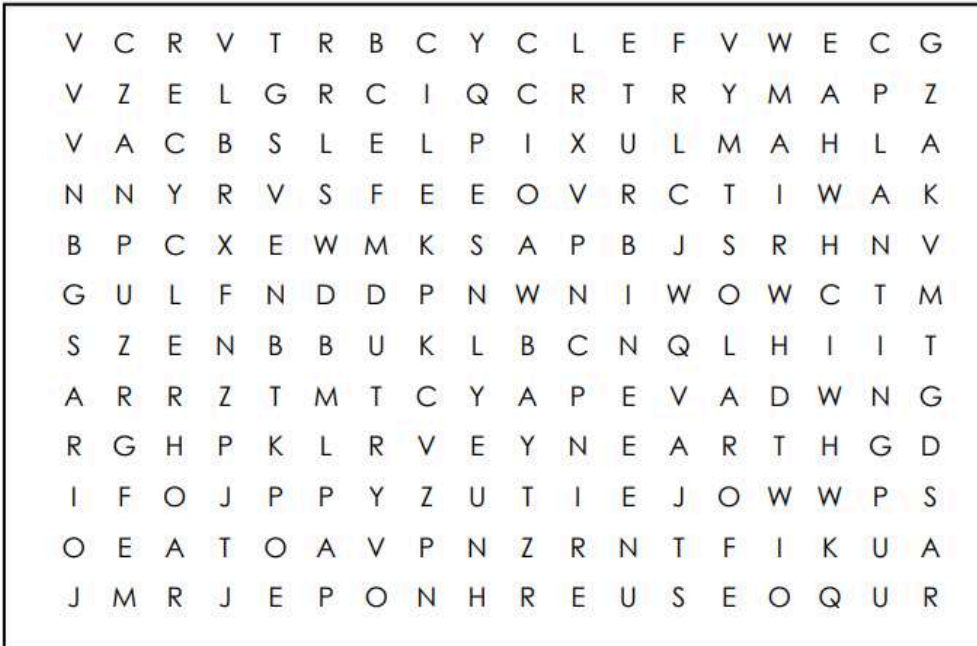 V C R V T R B C Y C L E F V W E C G
V Z E L G R C I Q C R T R Y M A P Z
V A C B S L E L P I X U L M A H L A
N N Y R V S F E E O V R C T I W A K
B P C X E W M K S A P B J S R H N V
G U L F N D D P N W N I W O W C T M
S Z E N B B U K L B C N Q L H I I T
A R R Z T M T C Y A P E V A D W N G
R G H P K L R V E Y N E A R T H G D
I F O J P P Y Z U T I E J O W W P S
O E A T O A V P N Z R N T F I K U A
J M R J E P O N H R E U S E O Q U R